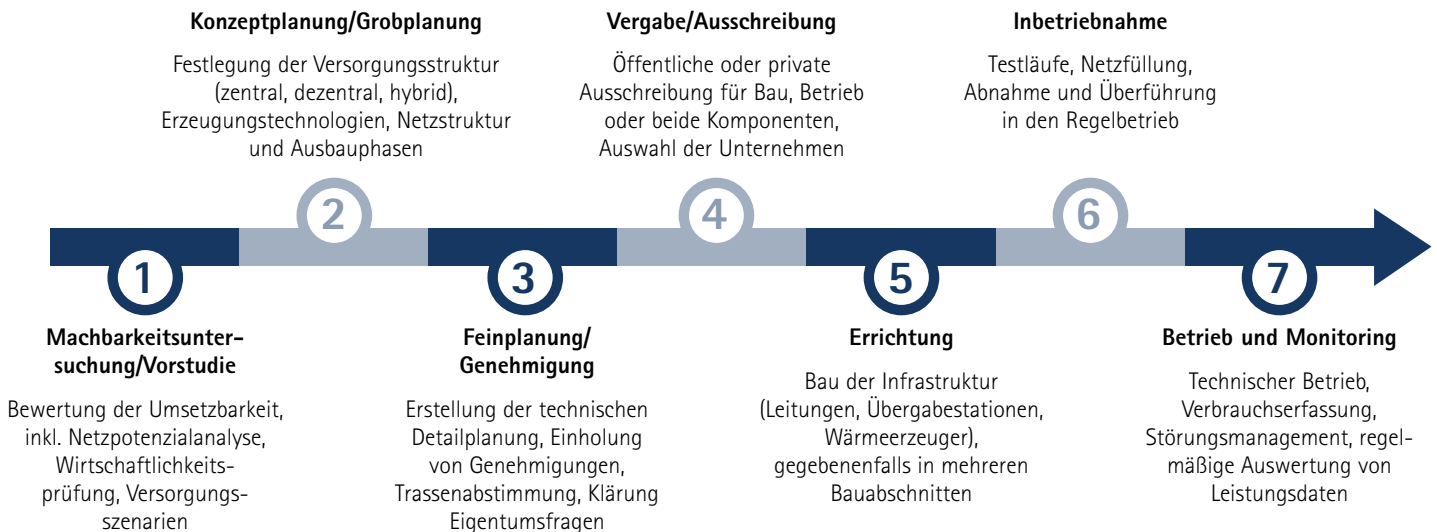 Konzeptplanung/Grobplanung
Festlegung der Versorgungsstruktur
(zentral, dezentral, hybrid),
Erzeugungstechnologien, Netzstruktur
und Ausbauphasen
Vergabe/Ausschreibung
Öffentliche oder private
Ausschreibung für Bau, Betrieb
oder beide Komponenten,
Auswahl der Unternehmen
Inbetriebnahme
Testläufe, Netzfüllung,
Abnahme und Überführung
in den Regelbetrieb
2
4
6
1
3
5
7
Machbarkeitsunter-
suchung/Vorstudie
Bewertung der Umsetzbarkeit,
inkl. Netzpotenzialanalyse,
Wirtschaftlichkeits-
prüfung, Versorgungs-
szenarien
Feinplanung/
Genehmigung
Erstellung der technischen
Detailplanung, Einholung
von Genehmigungen,
Trassenabstimmung, Klärung
Eigentumsfragen
Errichtung
Bau der Infrastruktur
(Leitungen, Übergabestationen,
Wärmeerzeuger),
gegebenenfalls in mehreren
Bauabschnitten
Betrieb und Monitoring
Technischer Betrieb,
Verbrauchserfassung,
Störungsmanagement, regel-
mäßige Auswertung von
Leistungsdaten